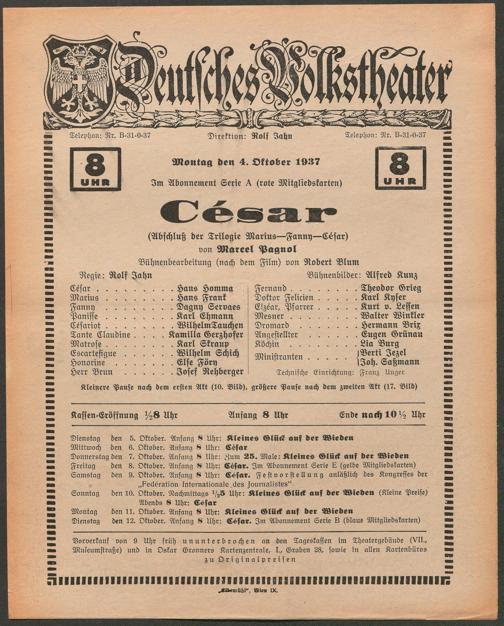 Deutsches Volkstheater
Telephon: Nr. B-31-0-37 Direktion: Rolf Jahn Telephon: Nr. B-31-0-37
8 UHR Montag den 4. Oktober 1937 8 UHR
Im Abonnement Serie A (rote Mitgliedskarten)
César
(Abschluß der Trilogie Marius—Fanny—César)
von Marcel Pagnol
Bühnenbearbeitung (nach dem Film) von Robert Blum
Regie: Rolf Jahn Bühnenbilder: Alfred Kunz
César . . . . . . . . . Hans Homma
Marius . . . . . . . . . Hans Frank
Fanny . . . . . . . . . Dagny Servaes
Panisse . . . . . . . . . Karl Ehmann
Césariot . . . . . . . . . Wilhelm Tauchen
Tante Claudine . . . . Kamilla Gerzhofer
Matrose . . . . . . . . . Karl Skraup
Escartefigue . . . . . . Wilhelm Schich
Honorine . . . . . . . . Else Föry
Herr Brun . . . . . . . . Josef Rehberger
Fernand . . . . . . . . . Theodor Grieg
Doktor Felicien . . . . Karl Kyser
Elzéar, Pfarrer . . . . Kurt v. Lessen
Mesner . . . . . . . . . Walter Winkler
Dromard . . . . . . . . Hermann Brix
Angestellter . . . . . . Eugen Grünau
Köchin . . . . . . . . . Lia Burg
Ministranten . . . . . . {Berti Jezel
{Joh. Saßmann
Technische Einrichtung: Franz Unger
Kleinere Pause nach dem ersten Akt (10. Bild), größere Pause nach dem zweiten Akt (17. Bild)
Kassen-Eröffnung ½8 Uhr Anfang 8 Uhr Ende nach 10½ Uhr
Dienstag den 5. Oktober. Anfang 8 Uhr: Kleines Glück auf der Wieden
Mittwoch den 6. Oktober. Anfang 8 Uhr: César
Donnerstag den 7. Oktober. Anfang 8 Uhr: Zum 25. Male: Kleines Glück auf der Wieden
Freitag den 8. Oktober. Anfang 8 Uhr: César. Im Abonnement Serie E (gelbe Mitgliedskarten)
Samstag den 9. Oktober. Anfang 8 Uhr: César. Festvorstellung anläßlich des Kongresses der
„Federation Internationale des Journalistes“
Sonntag den 10. Oktober. Nachmittags ½5 Uhr: Kleines Glück auf der Wieden (Kleine Preise)
Abends 8 Uhr: César
Montag den 11. Oktober. Anfang 8 Uhr: Kleines Glück auf der Wieden
Dienstag den 12. Oktober. Anfang 8 Uhr: César. Im Abonnement Serie B (blaue Mitgliedskarten)
Vorverkauf von 9 Uhr früh ununterbrochen an den Tageskassen im Theatergebäude (VII.,
Museumstraße) und in Oskar Gronners Kartenzentrale, I., Graben 28, sowie in allen Kartenbüros
zu Originalpreisen
„Elbemühl“, Wien IX.